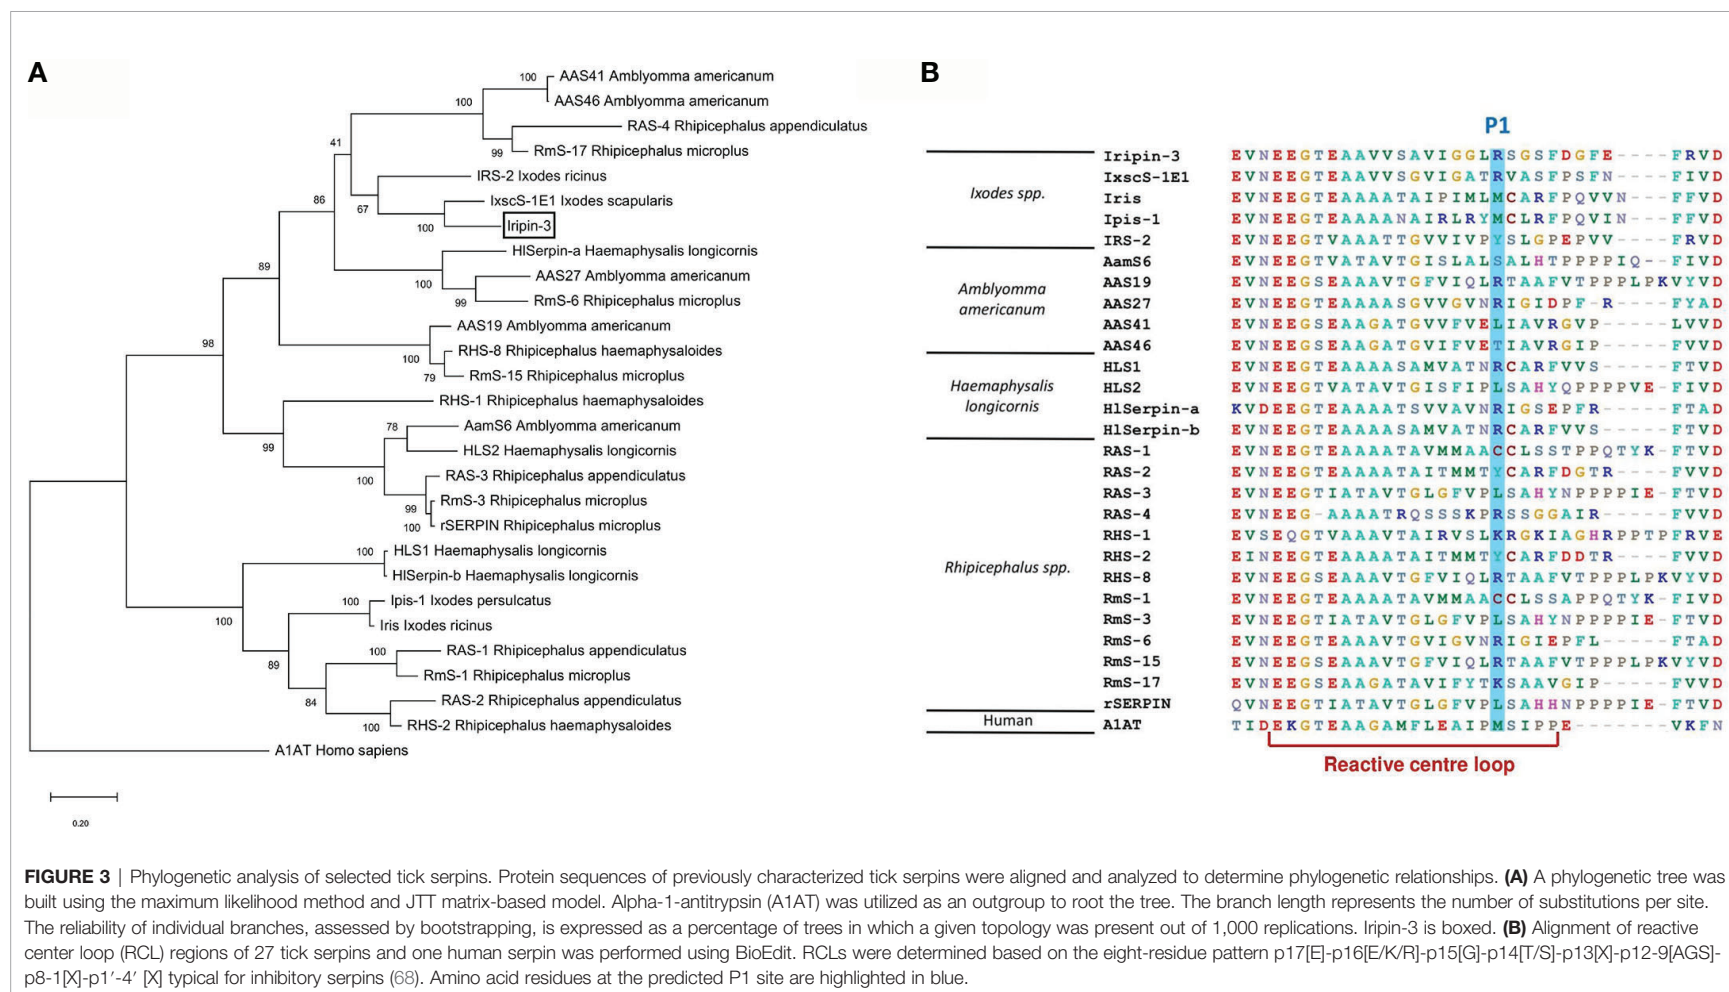 A
100 AAS41 Amblyomma americanum
100 AAS46 Amblyomma americanum
RAS-4 Rhipicephalus appendiculatus
41 99 RmS-17 Rhipicephalus microplus
IRS-2 Ixodes ricinus
86 67 IxscS-1E1 Ixodes scapularis
100 Iripin-3
HlSerpin-a Haemaphysalis longicornis
89 100 AAS27 Amblyomma americanum
99 RmS-6 Rhipicephalus microplus
AAS19 Amblyomma americanum
98 100 RHS-8 Rhipicephalus haemaphysaloides
79 RmS-15 Rhipicephalus microplus
RHS-1 Rhipicephalus haemaphysaloides
78 AamS6 Amblyomma americanum
99 HLS2 Haemaphysalis longicornis
100 RAS-3 Rhipicephalus appendiculatus
99 RmS-3 Rhipicephalus microplus
100 rSERPIN Rhipicephalus microplus
100 HLS1 Haemaphysalis longicornis
HlSerpin-b Haemaphysalis longicornis
100 100 Ipis-1 Ixodes persulcatus
Iris Ixodes ricinus
89 100 RAS-1 Rhipicephalus appendiculatus
RmS-1 Rhipicephalus microplus
84 RAS-2 Rhipicephalus appendiculatus
100 RHS-2 Rhipicephalus haemaphysaloides
A1AT Homo sapiens
0.20
B
P1
Ixodes spp.
Iripin-3 EVNEEGTEAAVVSAVIGGLRSGSFDGFE----FRVD
IxscS-1E1 EVNEEGTEAAVVSGVIGATRVASFPSFN----FIVD
Iris EVNEEGTEAAAATAIPIMLMCARFPQVVN---FFVD
Ipis-1 EVNEEGTEAAAANAIRLRYMCLRFPQVIN---FFVD
IRS-2 EVNEEGTVAAATTGVVIVPYSLGPEPVV----FRVD
Amblyomma americanum
AamS6 EVNEEGTVATAVTGISLALSALHTPPPPIQ-FIVD
AAS19 EVNEEGSEAAAVTGFVIQLRTAAFVTPPPLPKVYVD
AAS27 EVNEEGTEAAAASGVVGVNRIGIDPF-R----FYAD
AAS41 EVNEEGSEAAGATGVVFVELIAVRGVP-----LVVD
AAS46 EVNEEGSEAAGATGVIFVETIAVRGIP-----FVVD
Haemaphysalis longicornis
HLS1 EVNEEGTEAAAASAMVATNRCARFVVS-----FTVD
HLS2 EVNEEGTVATAVTGISFIPLSAHYQPPPPVE-FIVD
HlSerpin-a KVDEEGTEAAAATSVVAVNRIGSEPFR-----FTAD
HlSerpin-b EVNEEGTEAAAASAMVATNRCARFVVS-----FTVD
Rhipicephalus spp.
RAS-1 EVNEEGTEAAAATAVMMAACCLSSTPPQTYK-FTVD
RAS-2 EVNEEGTEAAAATAITMMTYCARFDGTR----FVVD
RAS-3 EVNEEGTIATAVTGLGFVPLSAHYNPPPPIE-FTVD
RAS-4 EVNEEG-AAAATRQSSSKPRSSGGAIR-----FVVD
RHS-1 EVSEQGTVAAAVTAIRVSLKRGKIAGHRPPTPFRVE
RHS-2 EINEEGTEAAAATAITMMTYCARFDDTR----FVVD
RHS-8 EVNEEGSEAAAVTGFVIQLRTAAFVTPPPLPKVYVD
RmS-1 EVNEEGTEAAAATAVMMAACCLSSAPPQTYK-FIVD
RmS-3 EVNEEGTIATAVTGLGFVPLSAHYNPPPPIE-FTVD
RmS-6 EVNEEGTEAAAVTGVIGVNRIGIEPFL-----FTAD
RmS-15 EVNEEGSEAAAVTGFVIQLRTAAFVTPPPLPKVYVD
RmS-17 EVNEEGSEAAGATAVIFYTKSAAVGIP-----FVVD
rSERPIN QVNEEGTIATAVTGLGFVPLSAHHNPPPPIE-FTVD
Human
A1AT TIDEKGTEAAGAMFLEAIPMSIPPE-------VKFN
Reactive centre loop
FIGURE 3 | Phylogenetic analysis of selected tick serpins. Protein sequences of previously characterized tick serpins were aligned and analyzed to determine phylogenetic relationships. (A) A phylogenetic tree was
built using the maximum likelihood method and JTT matrix-based model. Alpha-1-antitrypsin (A1AT) was utilized as an outgroup to root the tree. The branch length represents the number of substitutions per site.
The reliability of individual branches, assessed by bootstrapping, is expressed as a percentage of trees in which a given topology was present out of 1,000 replications. Iripin-3 is boxed. (B) Alignment of reactive
center loop (RCL) regions of 27 tick serpins and one human serpin was performed using BioEdit. RCLs were determined based on the eight-residue pattern p17[E]-p16[E/K/R]-p15[G]-p14[T/S]-p13[X]-p12-9[AGS]-
p8-1[X]-p1′-4′ [X] typical for inhibitory serpins (68). Amino acid residues at the predicted P1 site are highlighted in blue.